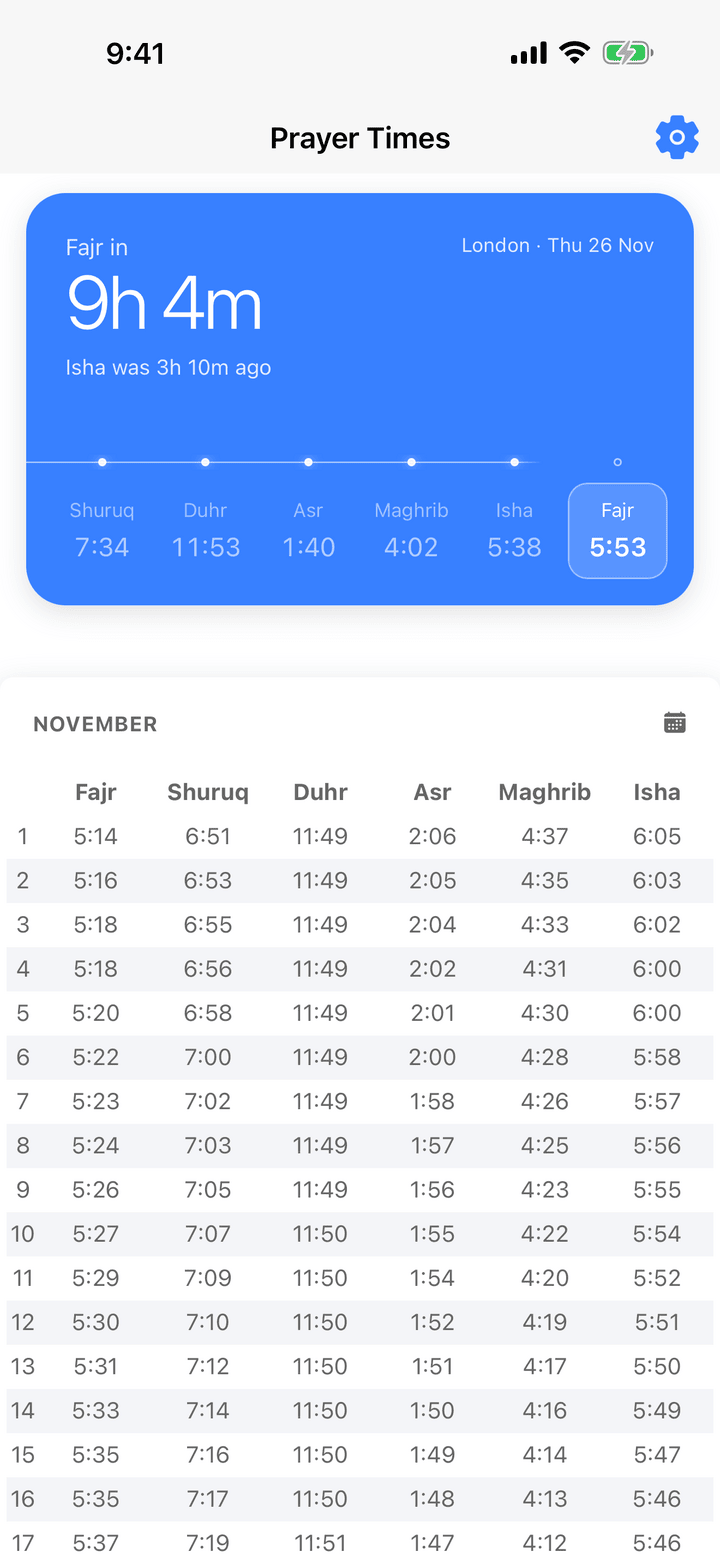 9:41
Prayer Times
Fajr in
London · Thu 26 Nov
9h 4m
Isha was 3h 10m ago
Shuruq Duhr Asr Maghrib Isha Fajr
7:34 11:53 1:40 4:02 5:38 5:53
NOVEMBER
Fajr Shuruq Duhr Asr Maghrib Isha
1 5:14 6:51 11:49 2:06 4:37 6:05
2 5:16 6:53 11:49 2:05 4:35 6:03
3 5:18 6:55 11:49 2:04 4:33 6:02
4 5:18 6:56 11:49 2:02 4:31 6:00
5 5:20 6:58 11:49 2:01 4:30 6:00
6 5:22 7:00 11:49 2:00 4:28 5:58
7 5:23 7:02 11:49 1:58 4:26 5:57
8 5:24 7:03 11:49 1:57 4:25 5:56
9 5:26 7:05 11:49 1:56 4:23 5:55
10 5:27 7:07 11:50 1:55 4:22 5:54
11 5:29 7:09 11:50 1:54 4:20 5:52
12 5:30 7:10 11:50 1:52 4:19 5:51
13 5:31 7:12 11:50 1:51 4:17 5:50
14 5:33 7:14 11:50 1:50 4:16 5:49
15 5:35 7:16 11:50 1:49 4:14 5:47
16 5:35 7:17 11:50 1:48 4:13 5:46
17 5:37 7:19 11:51 1:47 4:12 5:46